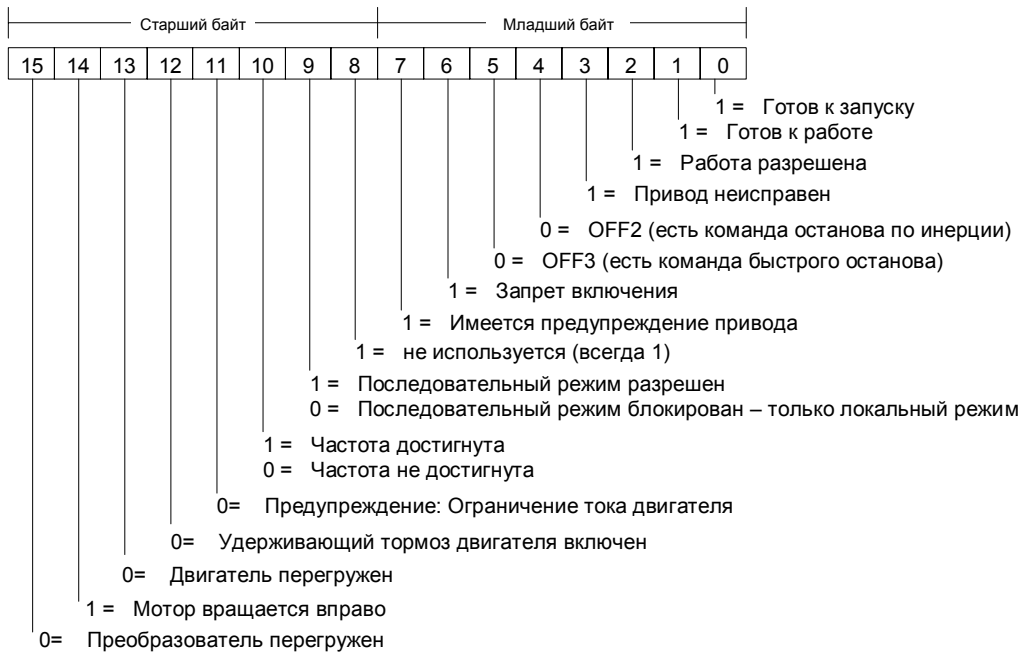 Старший байт Младший байт
15 14 13 12 11 10 9 8 7 6 5 4 3 2 1 0
1 = Готов к запуску
1 = Готов к работе
1 = Работа разрешена
1 = Привод неисправен
0 = OFF2 (есть команда останова по инерции)
0 = OFF3 (есть команда быстрого останова)
1 = Запрет включения
1 = Имеется предупреждение привода
1 = не используется (всегда 1)
1 = Последовательный режим разрешен
0 = Последовательный режим блокирован – только локальный режим
1 = Частота достигнута
0 = Частота не достигнута
0= Предупреждение: Ограничение тока двигателя
0= Удерживающий тормоз двигателя включен
0= Двигатель перегружен
1 = Мотор вращается вправо
0= Преобразователь перегружен